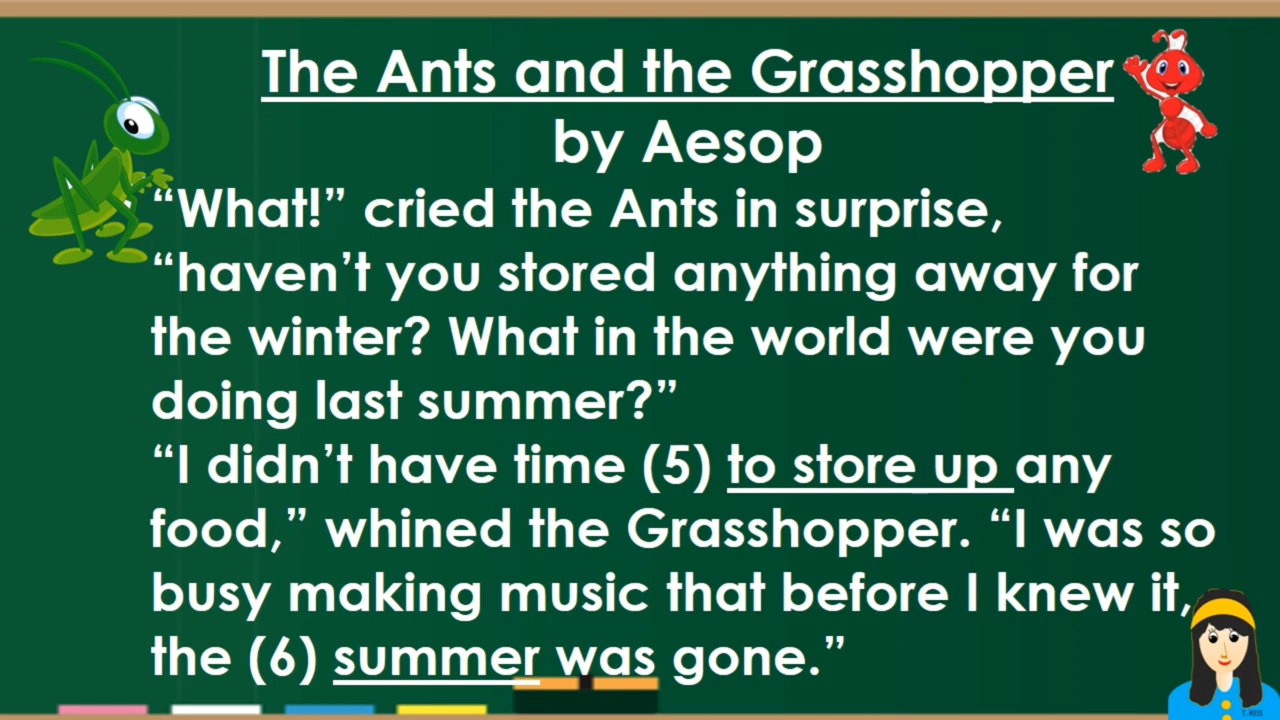 The Ants and the Grasshopper
by Aesop
“What!” cried the Ants in surprise,
“haven’t you stored anything away for
the winter? What in the world were you
doing last summer?”
“I didn’t have time (5) to store up any
food,” whined the Grasshopper. “I was so
busy making music that before I knew it,
the (6) summer was gone.”